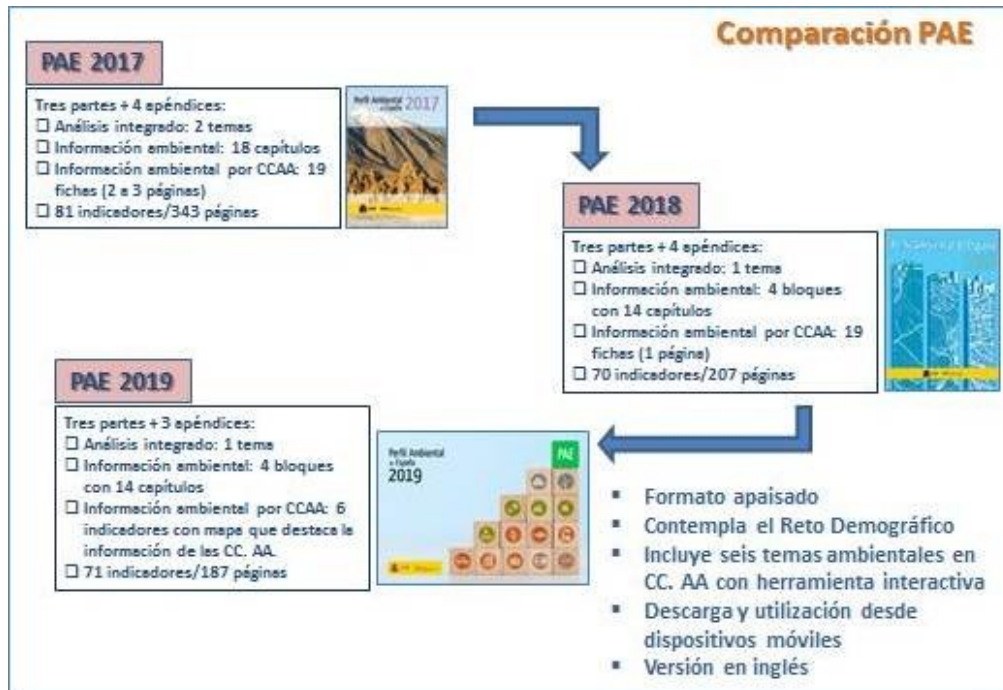 Comparación PAE
PAE 2017
Tres partes + 4 apéndices:
Análisis integrado: 2 temas
Información ambiental: 18 capítulos
Información ambiental por CCAA: 19
fichas (2 a 3 páginas)
81 indicadores/343 páginas
Perfil Ambiental
2017
PAE 2018
Tres partes + 4 apéndices:
Análisis integrado: 1 tema
Información ambiental: 4 bloques
con 14 capítulos
Información ambiental por CCAA: 19
fichas (1 página)
70 indicadores/207 páginas
PAE 2019
Tres partes + 3 apéndices:
Análisis integrado: 1 tema
Información ambiental: 4 bloques
con 14 capítulos
Información ambiental por CCAA: 6
indicadores con mapa que destaca la
información de las CC. AA.
71 indicadores/187 páginas
Perfil Ambiental
de España
2019
PAE
Formato apaisado
Contempla el Reto Demográfico
Incluye seis temas ambientales en
CC. AA con herramienta interactiva
Descarga y utilización desde
dispositivos móviles
Versión en inglés